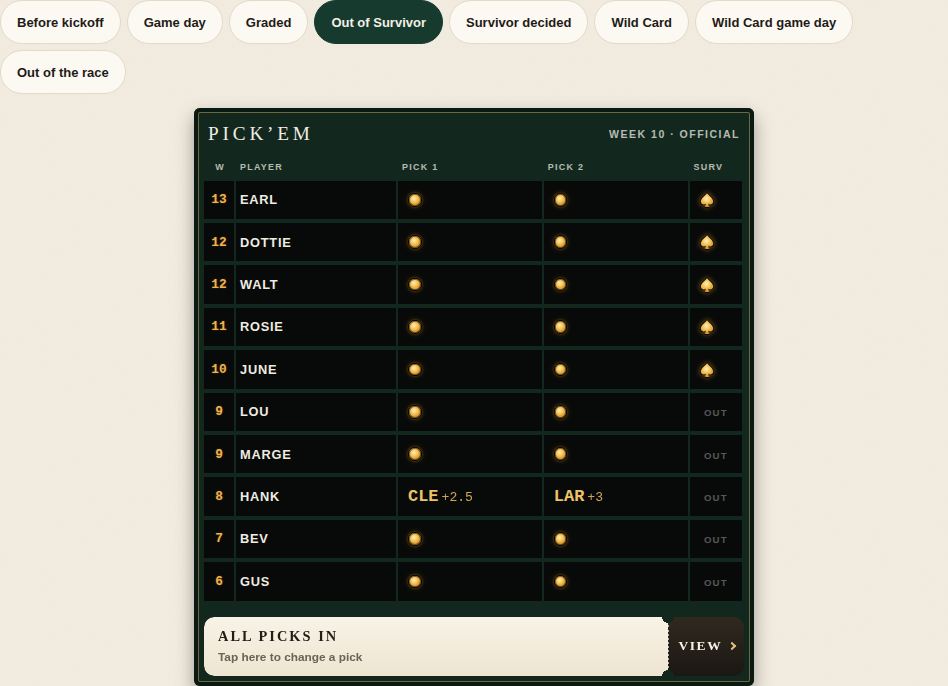 Before kickoff Game day Graded Out of Survivor Survivor decided Wild Card Wild Card game day
Out of the race
PICK’EM WEEK 10 · OFFICIAL
W PLAYER PICK 1 PICK 2 SURV
13 EARL
12 DOTTIE
12 WALT
11 ROSIE
10 JUNE
9 LOU OUT
9 MARGE OUT
8 HANK CLE +2.5 LAR +3 OUT
7 BEV OUT
6 GUS OUT
ALL PICKS IN
VIEW
Tap here to change a pick